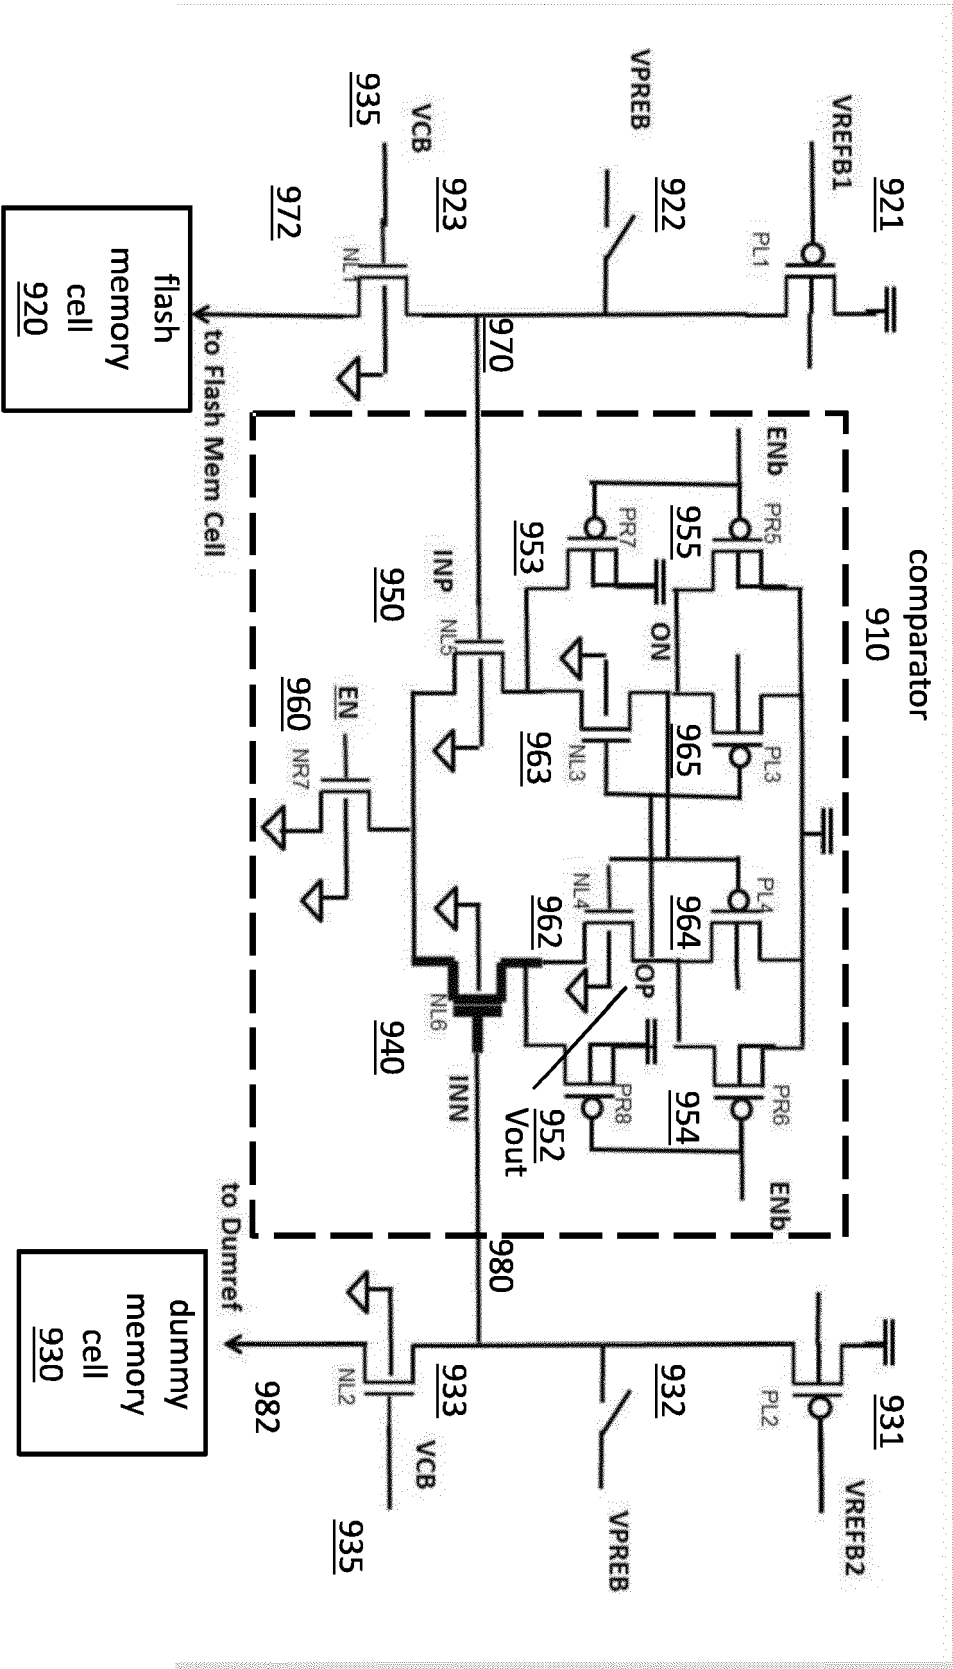 comparator
910
921
931
VREFB1
VREFB2
ENb
ENb
PL1
PR5
PL3
PL4
PR6
PL2
955
965
964
954
922
932
VPREB
VPREB
ON
OP
PR7
PR8
NL3
NL4
953
963
962
952
Vout
970
980
923
INP
NL5
NL6
INN
933
VCB
VCB
950
940
935
935
NL1
EN
NL2
972
960
NR7
982
to Flash Mem Cell
to Dumref
flash
memory
cell
920
dummy
memory
cell
930